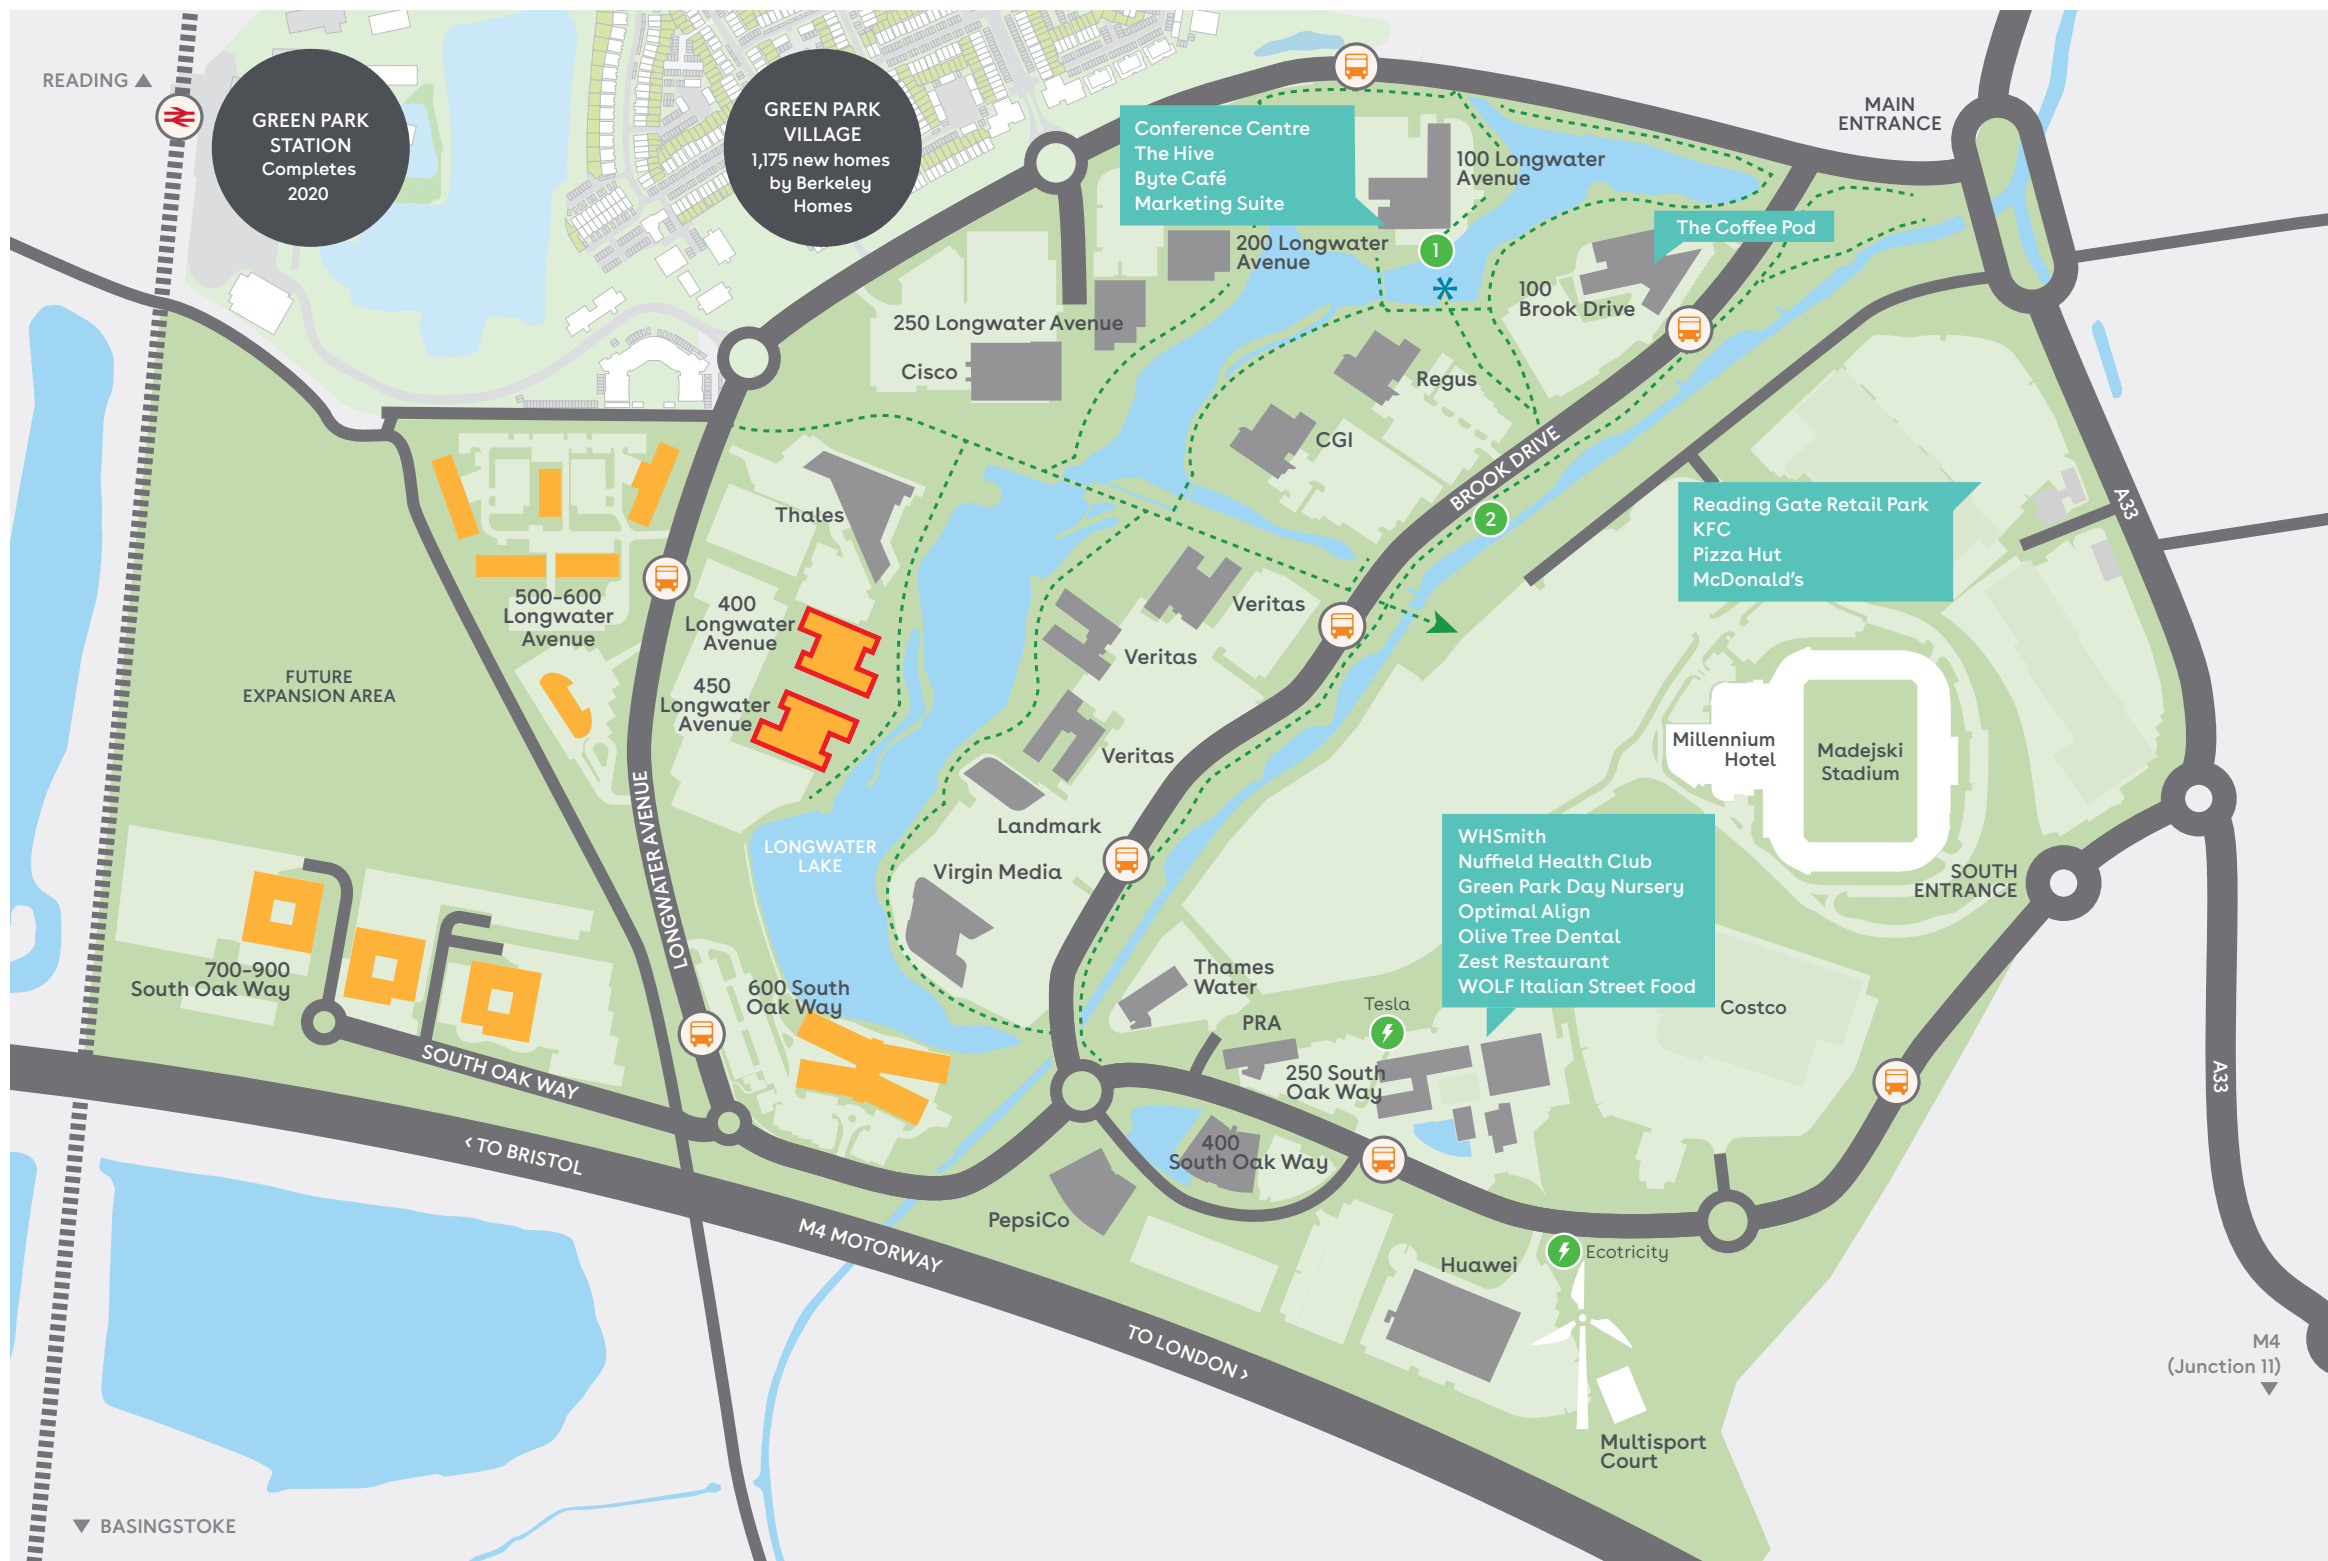 READING
GREEN PARK
STATION
Completes
2020
GREEN PARK
VILLAGE
1,175 new homes
by Berkeley
Homes
Conference Centre
The Hive
Byte Café
Marketing Suite
100 Longwater
Avenue
MAIN
ENTRANCE
The Coffee Pod
200 Longwater
Avenue
1
100
Brook Drive
250 Longwater Avenue
Cisco
Regus
CGI
BROOK DRIVE
2
Reading Gate Retail Park
KFC
Pizza Hut
McDonald's
A33
Thales
500-600
Longwater
Avenue
400
Longwater
Avenue
450
Longwater
Avenue
Veritas
Veritas
Veritas
FUTURE
EXPANSION AREA
Millennium
Hotel
Madejski
Stadium
LONGWATER AVENUE
LONGWATER
LAKE
Landmark
Virgin Media
WHSmith
Nuffield Health Club
Green Park Day Nursery
Optimal Align
Olive Tree Dental
Zest Restaurant
WOLF Italian Street Food
SOUTH
ENTRANCE
700-900
South Oak Way
600 South
Oak Way
Thames
Water
Tesla
PRA
Costco
250 South
Oak Way
SOUTH OAK WAY
A33
400
South Oak Way
‹ TO BRISTOL
PepsiCo
M4 MOTORWAY
Huawei
Ecotricity
TO LONDON ›
M4
(Junction 11)
Multisport
Court
BASINGSTOKE